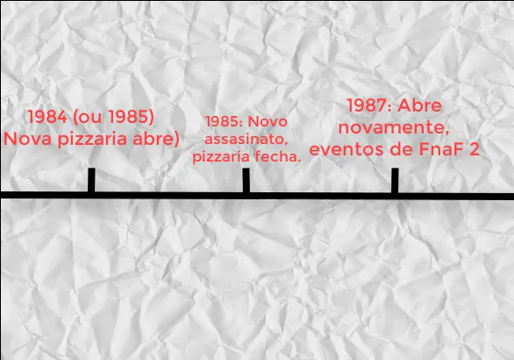 1984 (ou 1985)
Nova pizzaria abre)
1985: Novo
assasinato,
pizzaria fecha.
1987: Abre
novamente,
eventos de FnaF 2